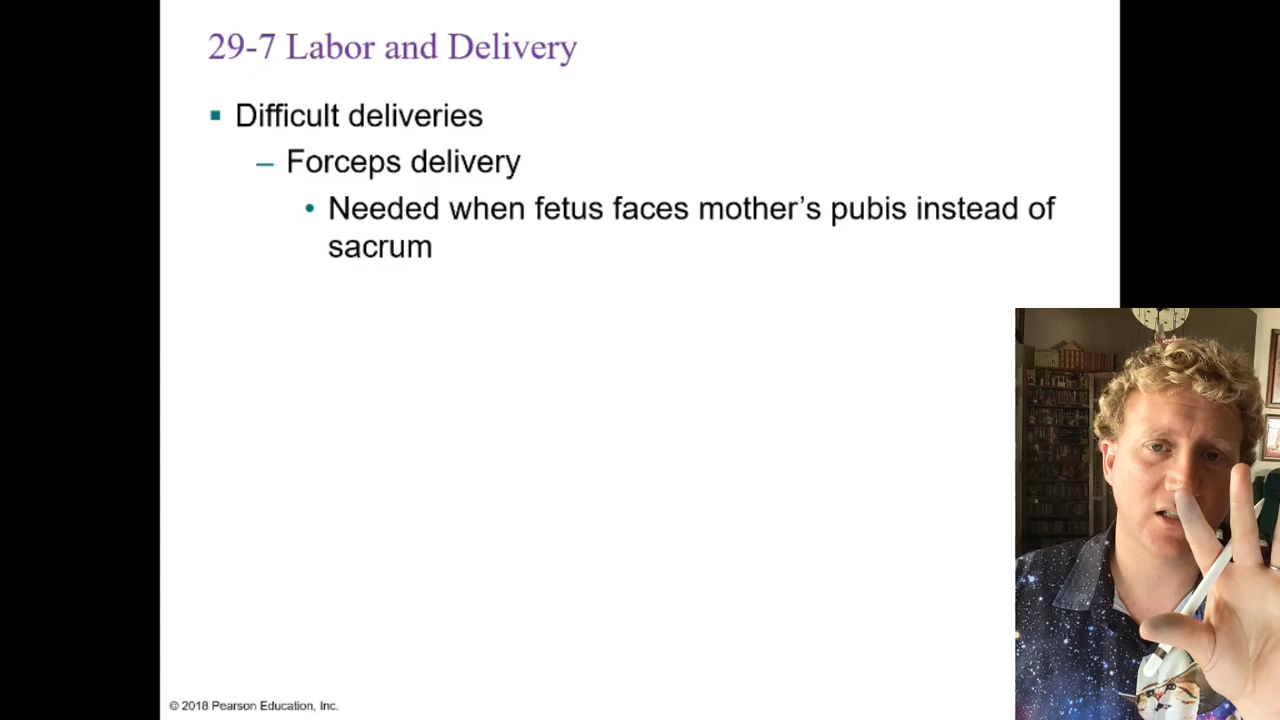 29-7 Labor and Delivery
Difficult deliveries
– Forceps delivery
• Needed when fetus faces mother's pubis instead of
sacrum
© 2018 Pearson Education, Inc.